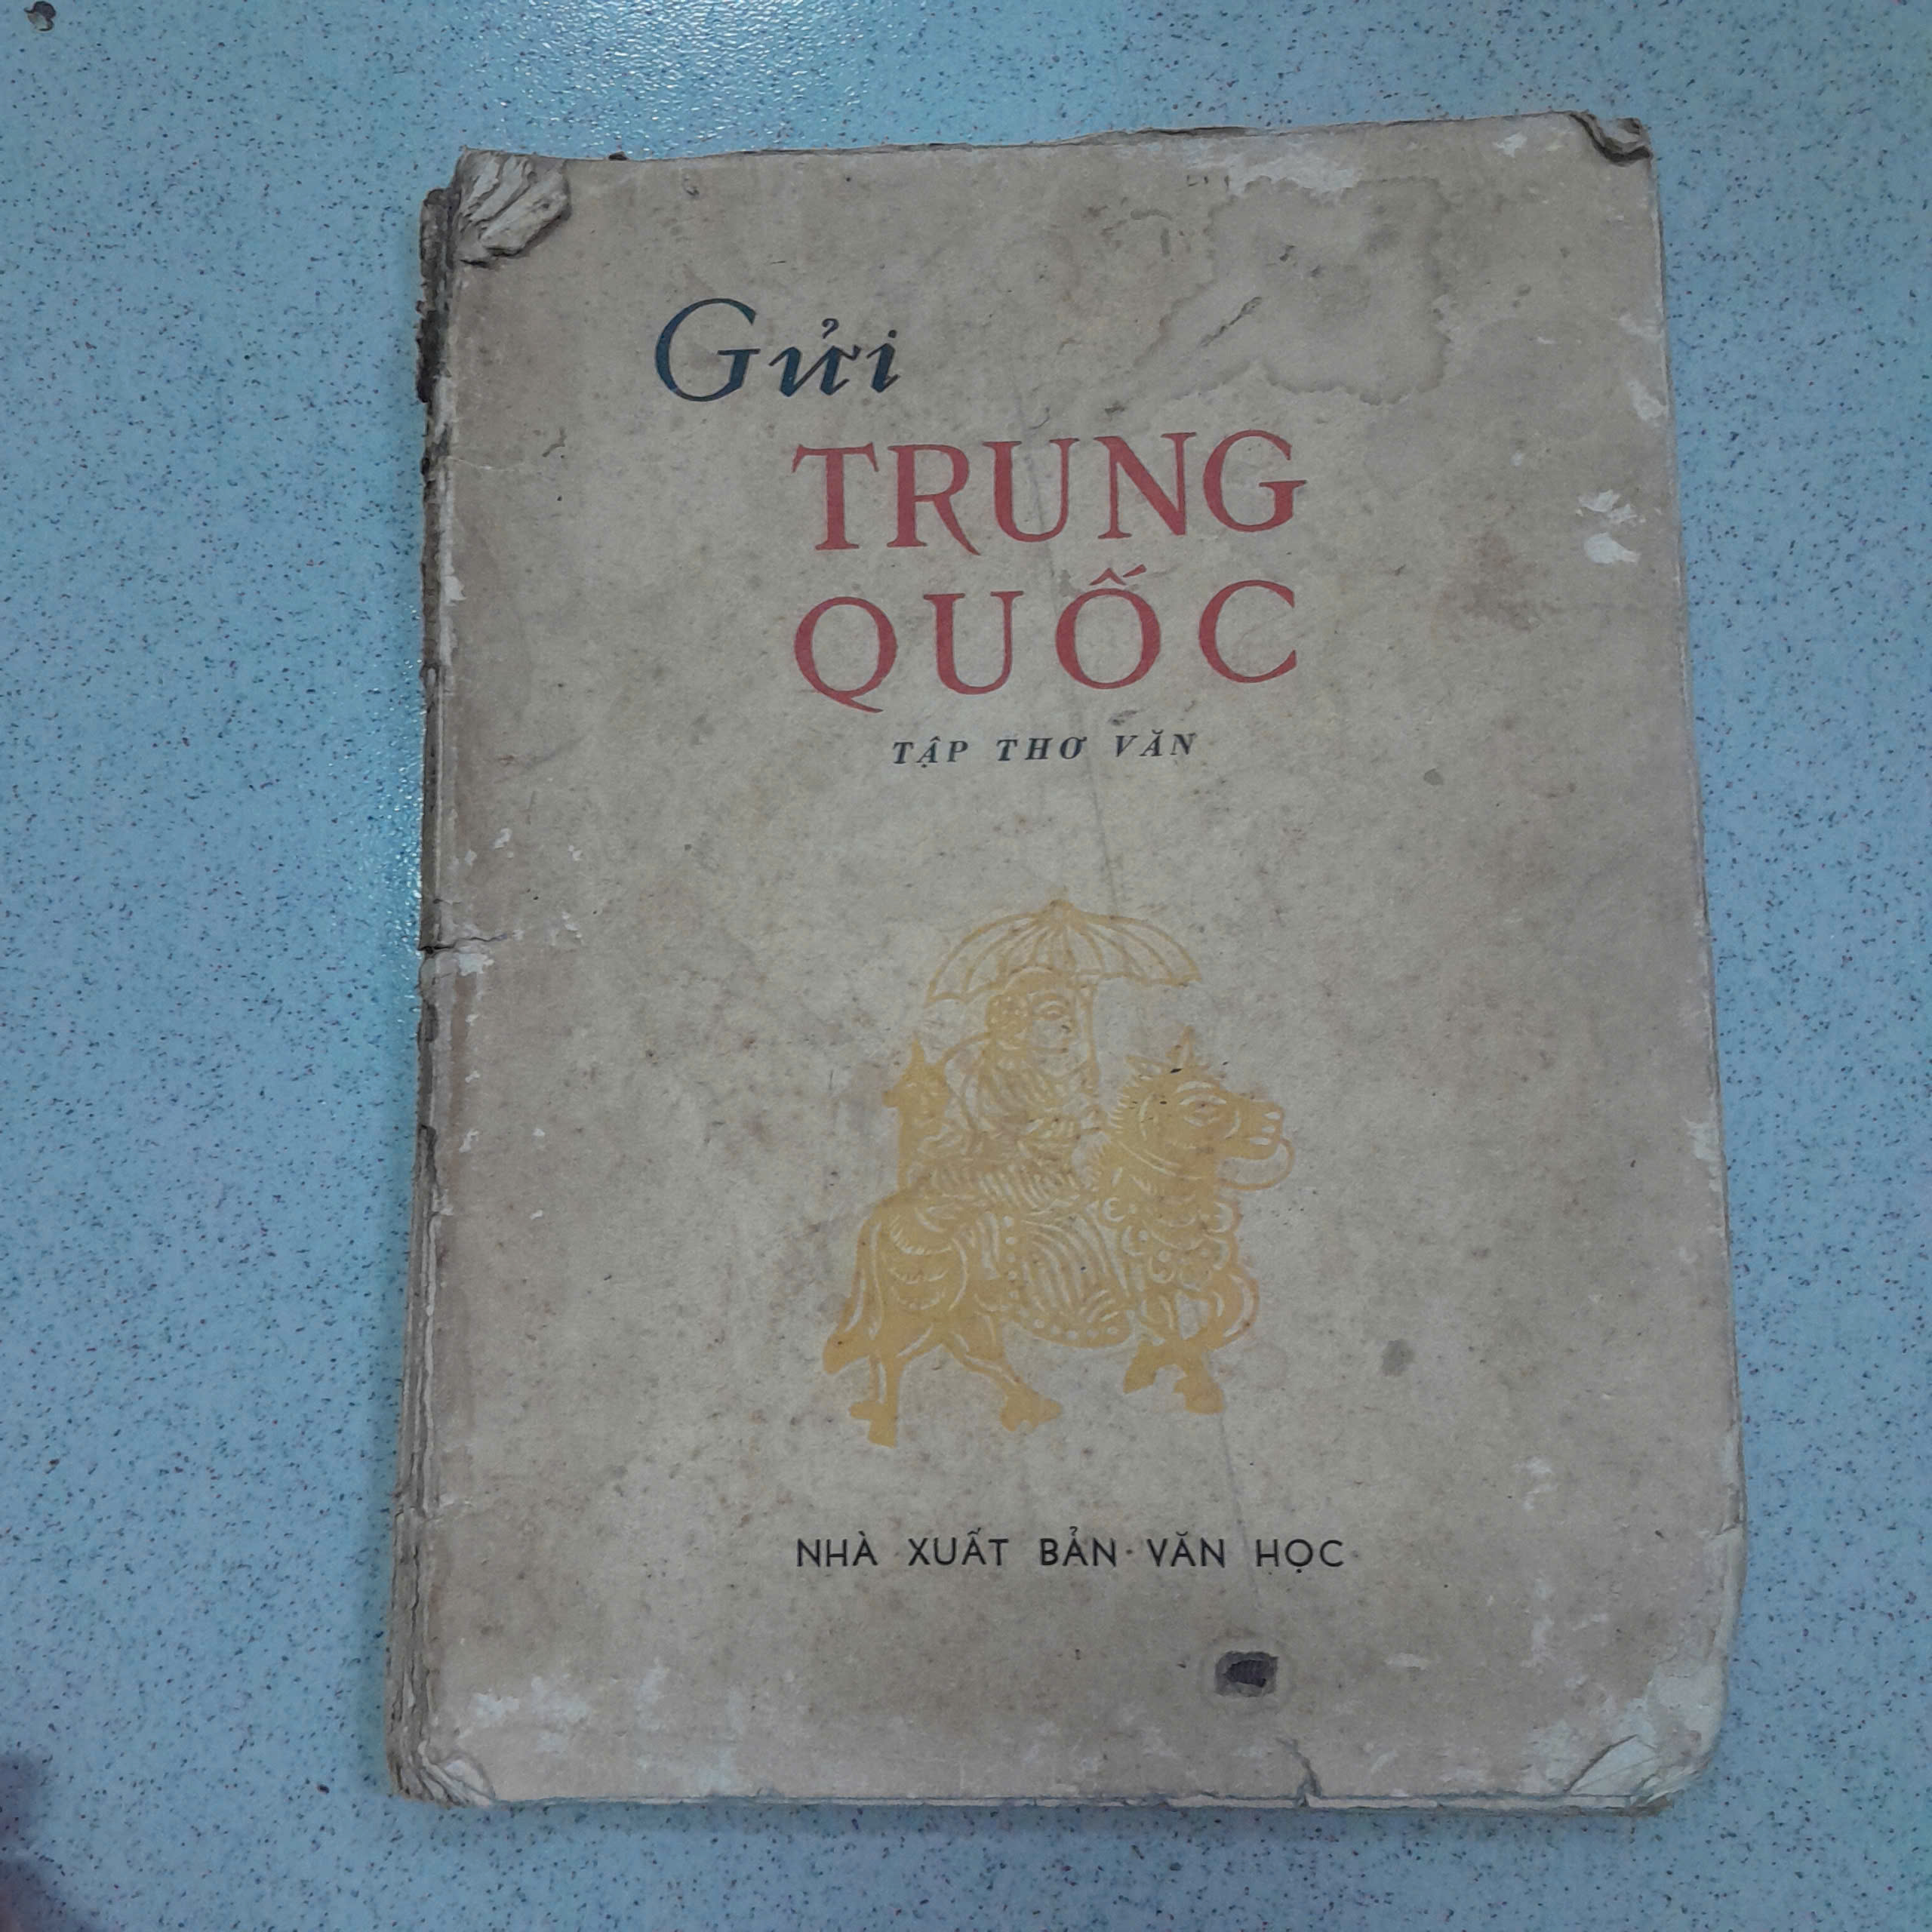 Gửi
TRUNG
QUỐC
TẬP THƠ VĂN
NHÀ XUẤT BẢN VĂN HỌC